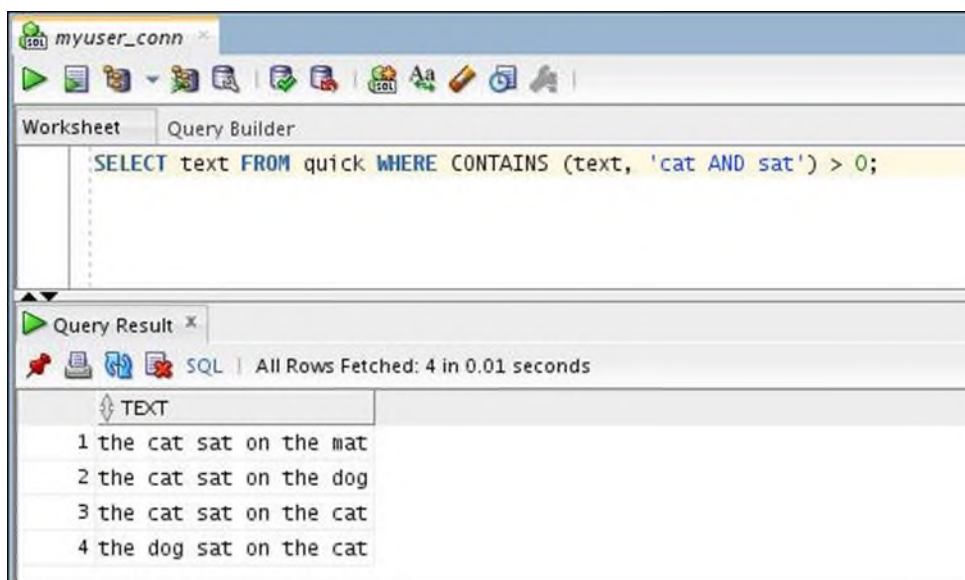 myuser_conn
Worksheet Query Builder
SELECT text FROM quick WHERE CONTAINS (text, 'cat AND sat') > 0;
Query Result
SQL | All Rows Fetched: 4 in 0.01 seconds
TEXT
1 the cat sat on the mat
2 the cat sat on the dog
3 the cat sat on the cat
4 the dog sat on the cat